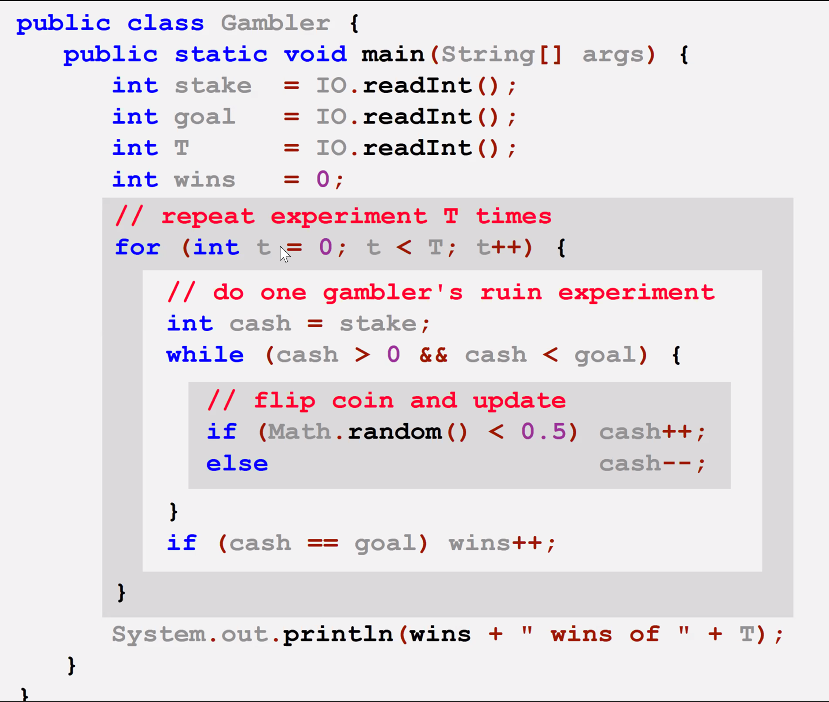 public class Gambler {
public static void main(String[] args) {
int stake = IO.readInt();
int goal = IO.readInt();
int T = IO.readInt();
int wins = 0;
// repeat experiment T times
for (int t = 0; t < T; t++) {
// do one gambler's ruin experiment
int cash = stake;
while (cash > 0 && cash < goal) {
// flip coin and update
if (Math.random() < 0.5) cash++;
else cash--;
}
if (cash == goal) wins++;
}
System.out.println(wins + " wins of " + T);
}
}